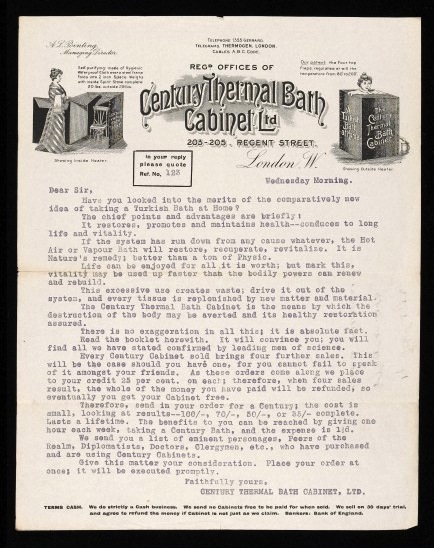 TELEPHONE 1355 GERRARD.
TELEGRAMS, THERMOGEN, LONDON.
CABLES A.B.C. CODE.
Managing Director.
REGD OFFICES OF
Century Thermal Bath
Cabinet Ltd
203-205, REGENT STREET,
London W.
Showing Inside Heater.
Showing Outside Heater.
In your reply
please quote
Ref. No. 123
Wednesday Morning.
Dear Sir,
Have you looked into the merits of the comparatively new
idea of taking a Turkish Bath at Home?
The chief points and advantages are briefly:
It restores, promotes and maintains health--conduces to long
life and vitality.
If the system has run down from any cause whatever, the Hot
Air or Vapour Bath will restore, recuperate, revitalize. It is
Nature's remedy; better than a ton of Physic.
Life can be enjoyed for all it is worth; but mark this,
vitality may be used up faster than the bodily powers can renew
and rebuild.
This excessive use creates waste; drive it out of the
system, and every tissue is replenished by new matter and material.
The Century Thermal Bath Cabinet is the means by which the
destruction of the body may be averted and its healthy restoration
assured.
There is no exaggeration in all this; it is absolute fact.
Read the booklet herewith. It will convince you; you will
find all we have stated confirmed by leading men of science.
Every Century Cabinet sold brings four further sales. This
will be the case should you have one, for you cannot fail to speak
of it amongst your friends. As these orders come along we place
to your credit 25 per cent. on each; therefore, when four sales
result, the whole of the money you have paid will be refunded, so
eventually you get your Cabinet free.
Therefore, send in your order for a Century; the cost is
small, looking at results--100/-, 70/-, 50/-, or 35/- complete.
Lasts a lifetime. The benefits to you can be reached by giving one
hour each week, taking a Century Bath, and the expense is 1½d.
We send you a list of eminent personages, Peers of the
Realm, Diplomatists, Doctors, Clergymen, etc., who have purchased
and are using Century Cabinets.
Give this matter your consideration. Place your order at
once; it will be executed promptly.
Faithfully yours,
CENTURY THERMAL BATH CABINET, LTD.
TERMS CASH. We do strictly a Cash business. We send no Cabinets free to be paid for when sold. We sell on 30 days' trial,
and agree to refund the money if Cabinet is not just as we claim. Bankers: Bank of England.